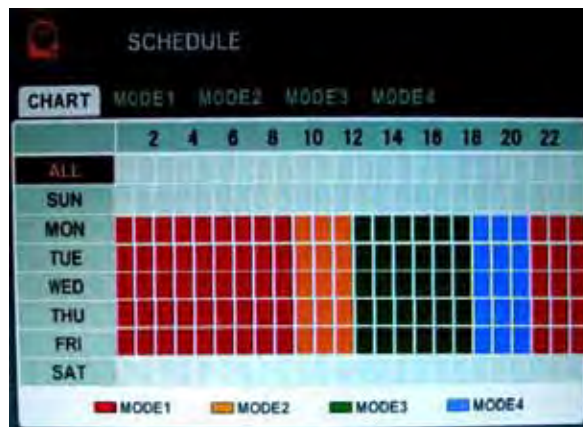 SCHEDULE
CHART MODE1 MODE2 MODE3 MODE4
2 4 6 8 10 12 14 16 18 20 22
ALL
SUN
MON
TUE
WED
THU
FRI
SAT
MODE1 MODE2 MODE3 MODE4